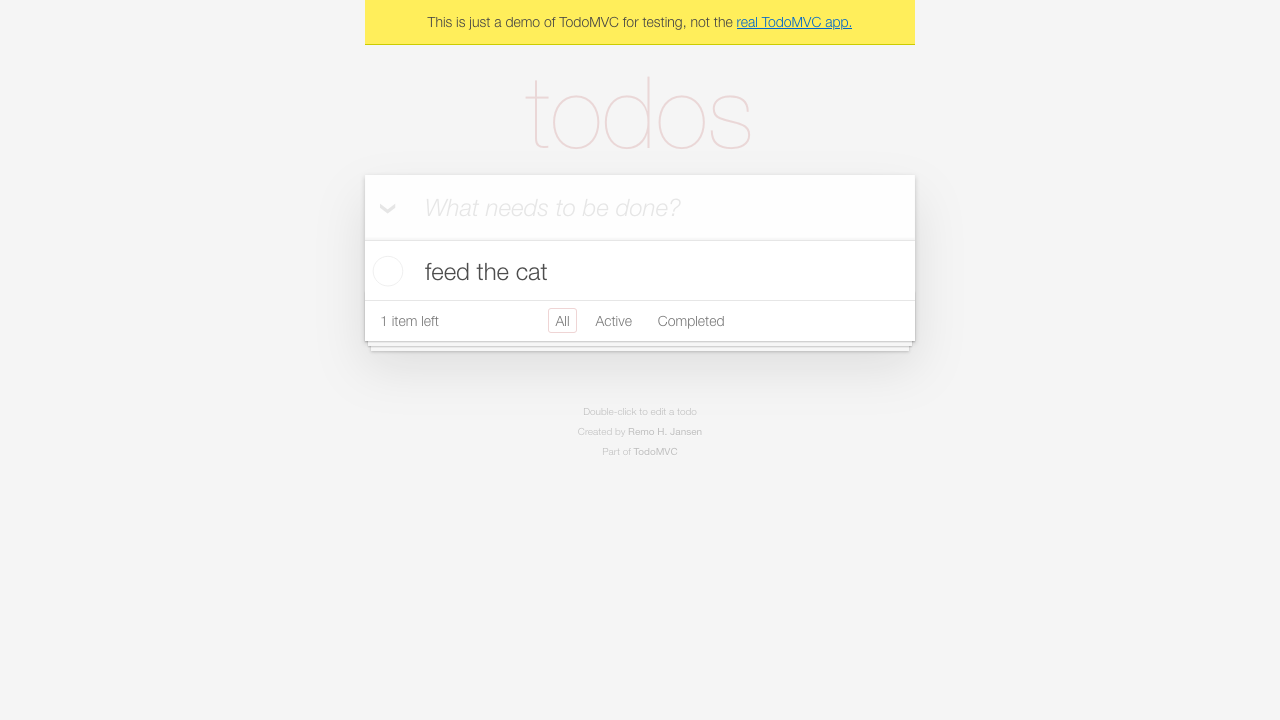 This is just a demo of TodoMVC for testing, not the real TodoMVC app.
todos
What needs to be done?
feed the cat
1 item left All Active Completed
Double-click to edit a todo
Created by Remo H. Jansen
Part of TodoMVC